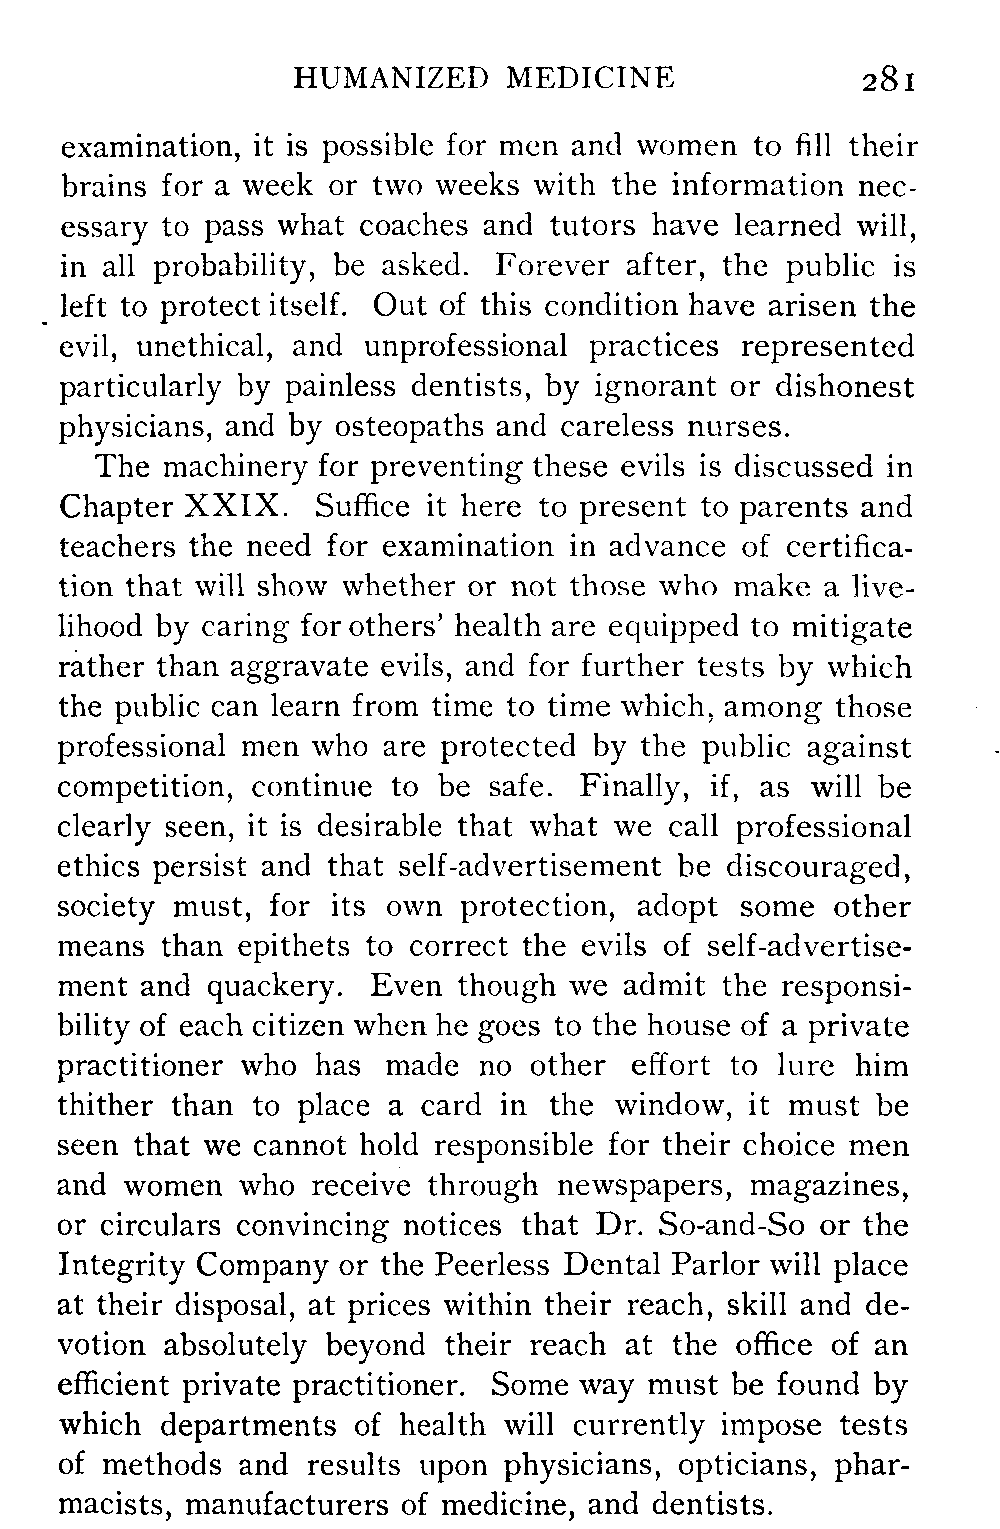 HUMANIZED MEDICINE 281
examination, it is possible for men and women to fill their
brains for a week or two weeks with the information nec-
essary to pass what coaches and tutors have learned will,
in all probability, be asked. Forever after, the public is
left to protect itself. Out of this condition have arisen the
evil, unethical, and unprofessional practices represented
particularly by painless dentists, by ignorant or dishonest
physicians, and by osteopaths and careless nurses.
The machinery for preventing these evils is discussed in
Chapter XXIX. Suffice it here to present to parents and
teachers the need for examination in advance of certifica-
tion that will show whether or not those who make a live-
lihood by caring for others' health are equipped to mitigate
rather than aggravate evils, and for further tests by which
the public can learn from time to time which, among those
professional men who are protected by the public against
competition, continue to be safe. Finally, if, as will be
clearly seen, it is desirable that what we call professional
ethics persist and that self-advertisement be discouraged,
society must, for its own protection, adopt some other
means than epithets to correct the evils of self-advertise-
ment and quackery. Even though we admit the responsi-
bility of each citizen when he goes to the house of a private
practitioner who has made no other effort to lure him
thither than to place a card in the window, it must be
seen that we cannot hold responsible for their choice men
and women who receive through newspapers, magazines,
or circulars convincing notices that Dr. So-and-So or the
Integrity Company or the Peerless Dental Parlor will place
at their disposal, at prices within their reach, skill and de-
votion absolutely beyond their reach at the office of an
efficient private practitioner. Some way must be found by
which departments of health will currently impose tests
of methods and results upon physicians, opticians, phar-
macists, manufacturers of medicine, and dentists.